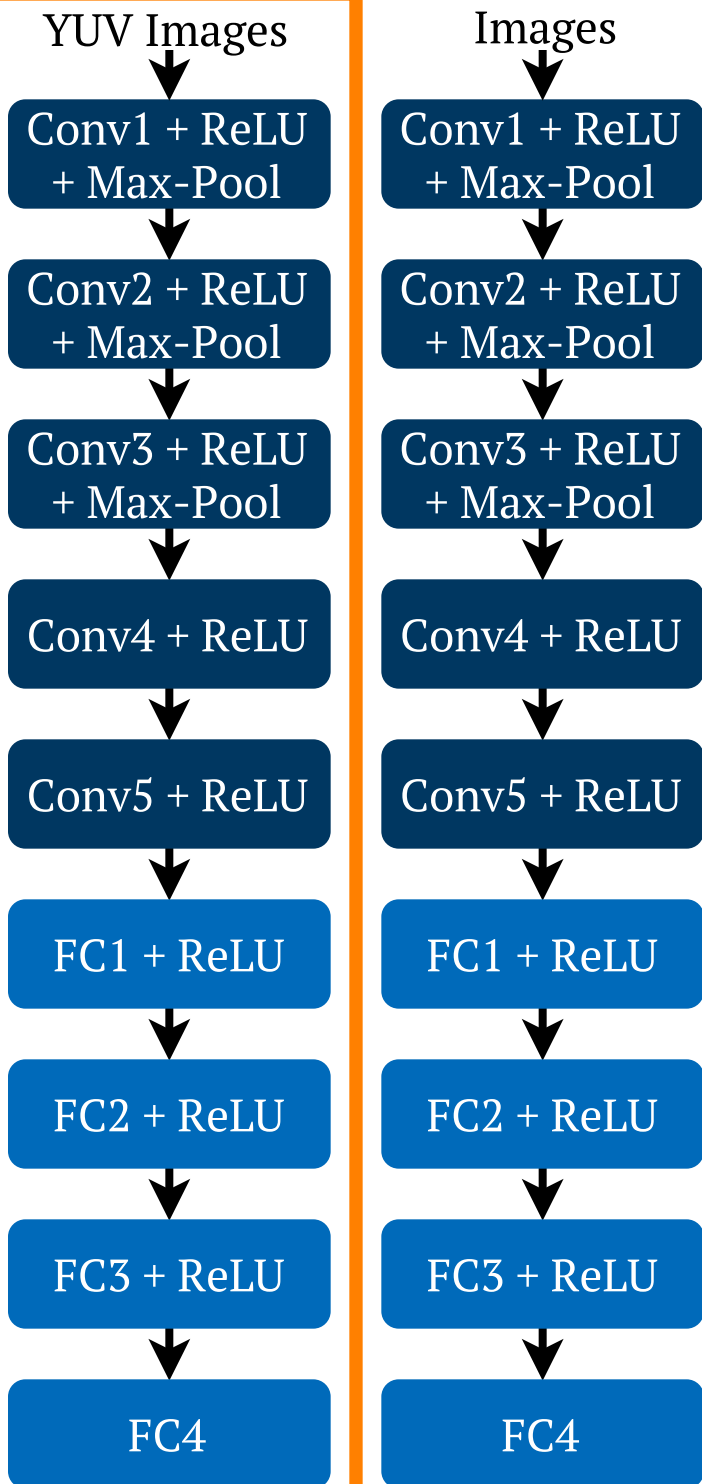 YUV Images
Conv1 + ReLU
+ Max-Pool
Conv2 + ReLU
+ Max-Pool
Conv3 + ReLU
+ Max-Pool
Conv4 + ReLU
Conv5 + ReLU
FC1 + ReLU
FC2 + ReLU
FC3 + ReLU
FC4
Images
Conv1 + ReLU
+ Max-Pool
Conv2 + ReLU
+ Max-Pool
Conv3 + ReLU
+ Max-Pool
Conv4 + ReLU
Conv5 + ReLU
FC1 + ReLU
FC2 + ReLU
FC3 + ReLU
FC4